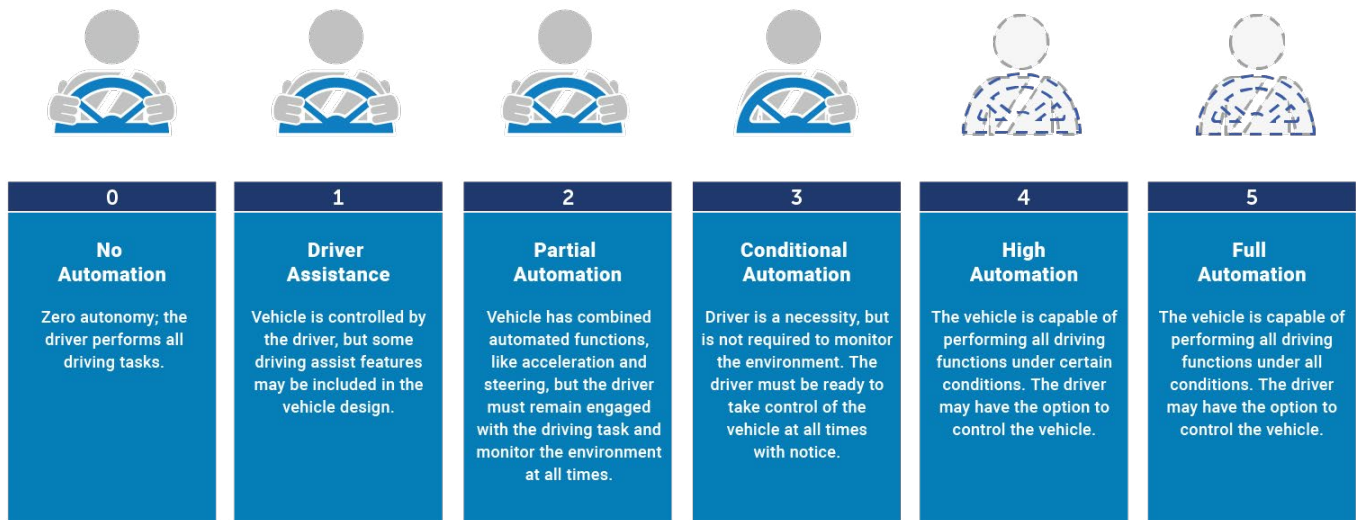 0
No
Automation
Zero autonomy; the
driver performs all
driving tasks.
1
Driver
Assistance
Vehicle is controlled by
the driver, but some
driving assist features
may be included in the
vehicle design.
2
Partial
Automation
Vehicle has combined
automated functions,
like acceleration and
steering, but the driver
must remain engaged
with the driving task and
monitor the environment
at all times.
3
Conditional
Automation
Driver is a necessity, but
is not required to monitor
the environment. The
driver must be ready to
take control of the
vehicle at all times
with notice.
4
High
Automation
The vehicle is capable of
performing all driving
functions under certain
conditions. The driver
may have the option to
control the vehicle.
5
Full
Automation
The vehicle is capable of
performing all driving
functions under all
conditions. The driver
may have the option to
control the vehicle.